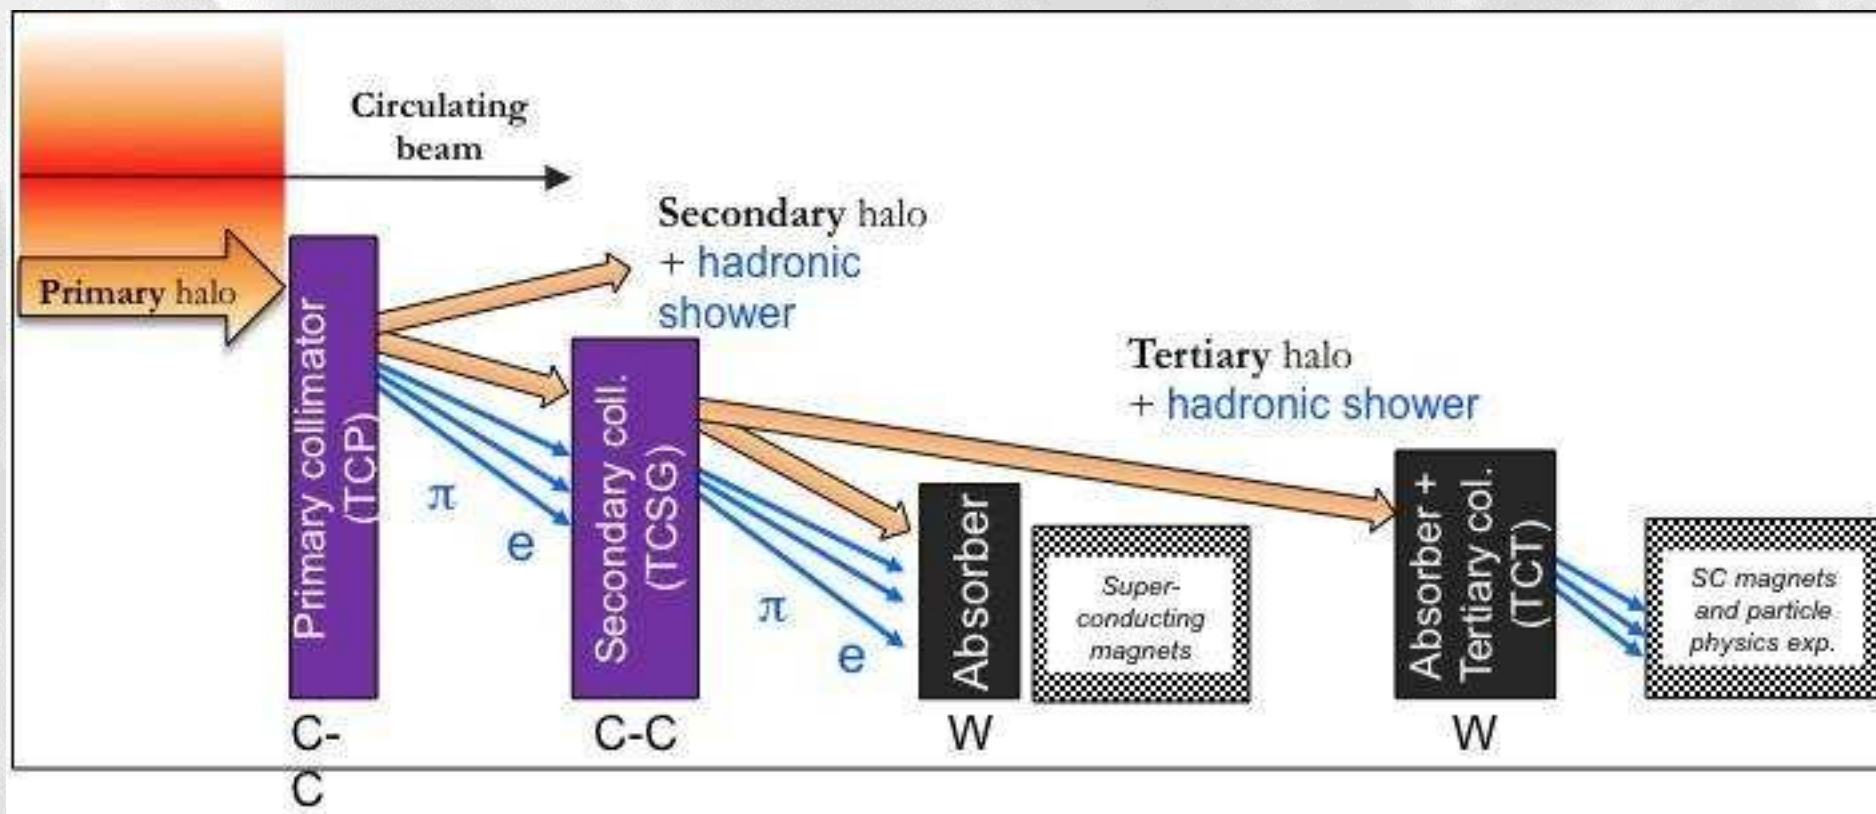 Circulating
beam
Primary halo
Primary collimator
(TCP)
C-
C
Secondary halo
+ hadronic
shower
π
e
Secondary coll.
(TCSG)
C-C
π
e
Absorber
W
Super-
conducting
magnets
Tertiary halo
+ hadronic shower
Absorber +
Tertiary col.
(TCT)
W
SC magnets
and particle
physics exp.